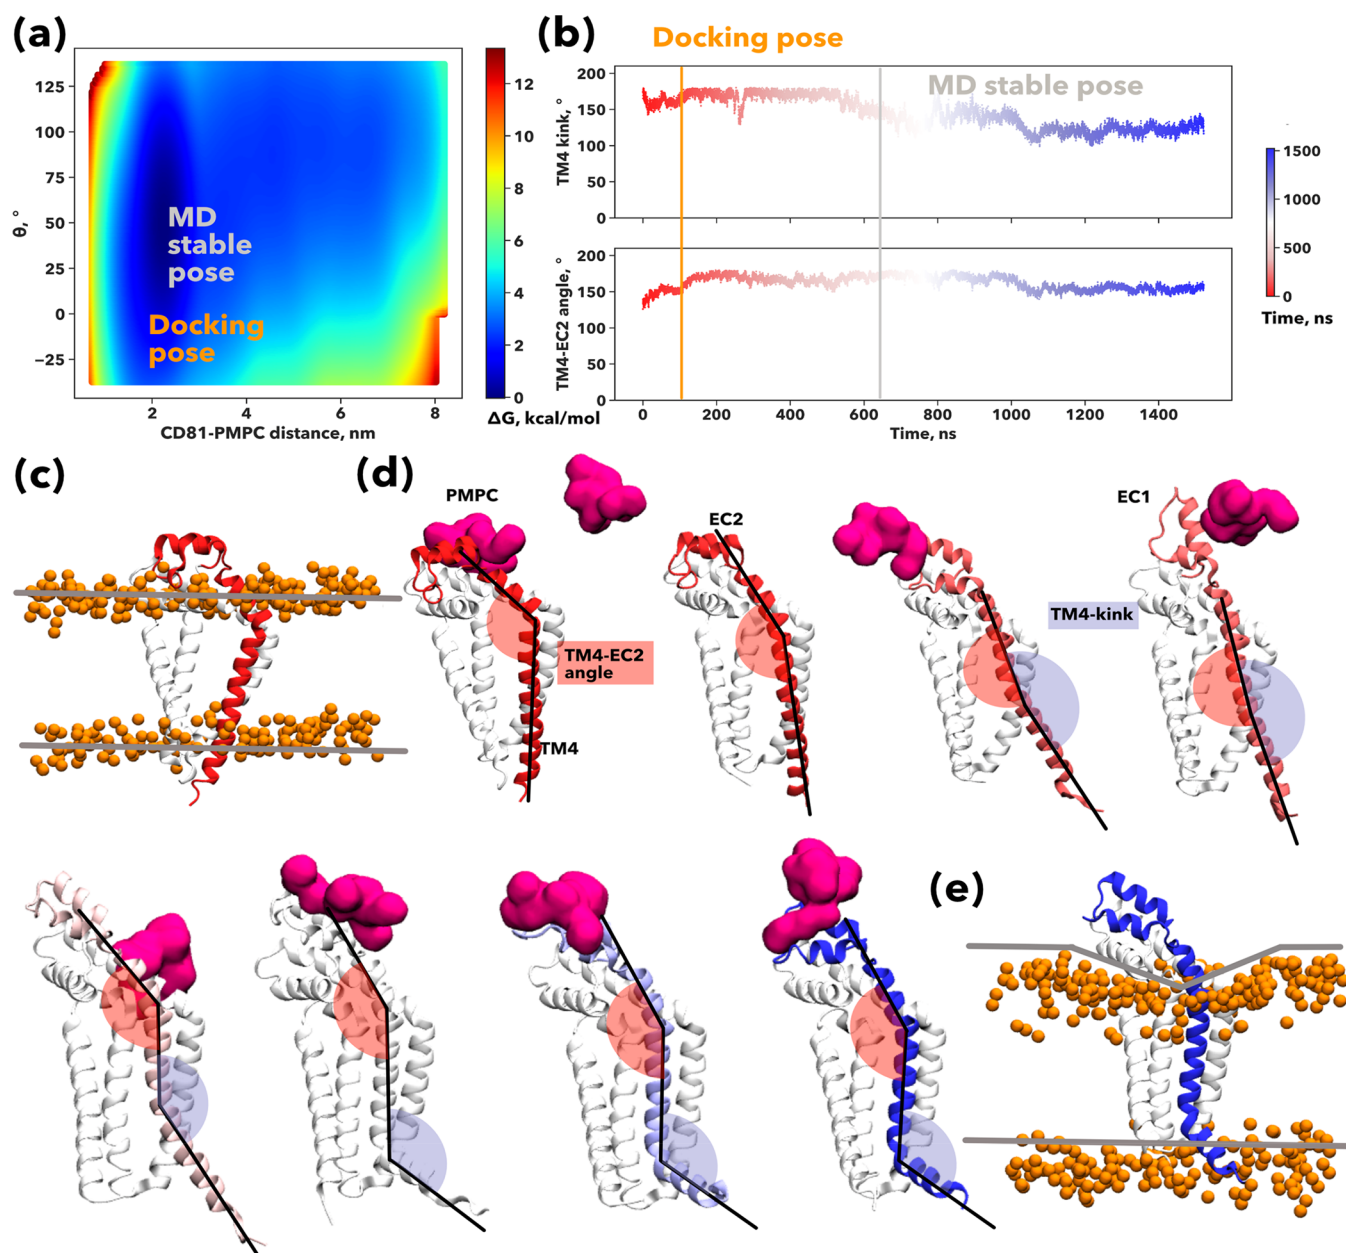 (a)
125
100
75
50
25
0
−25
θ, °
MD
stable
pose
Docking
pose
2
4
6
8
CD81-PMPC distance, nm
12
10
8
6
4
2
0
ΔG, kcal/mol
(b)
Docking pose
MD stable pose
200
150
100
50
0
TM4 kink, °
200
150
100
50
0
TM4-EC2 angle, °
0
200
400
600
800
1000
1200
1400
Time, ns
1500
1000
500
0
Time, ns
(c)
(d)
PMPC
EC2
EC1
TM4-EC2
angle
TM4-kink
TM4
(e)